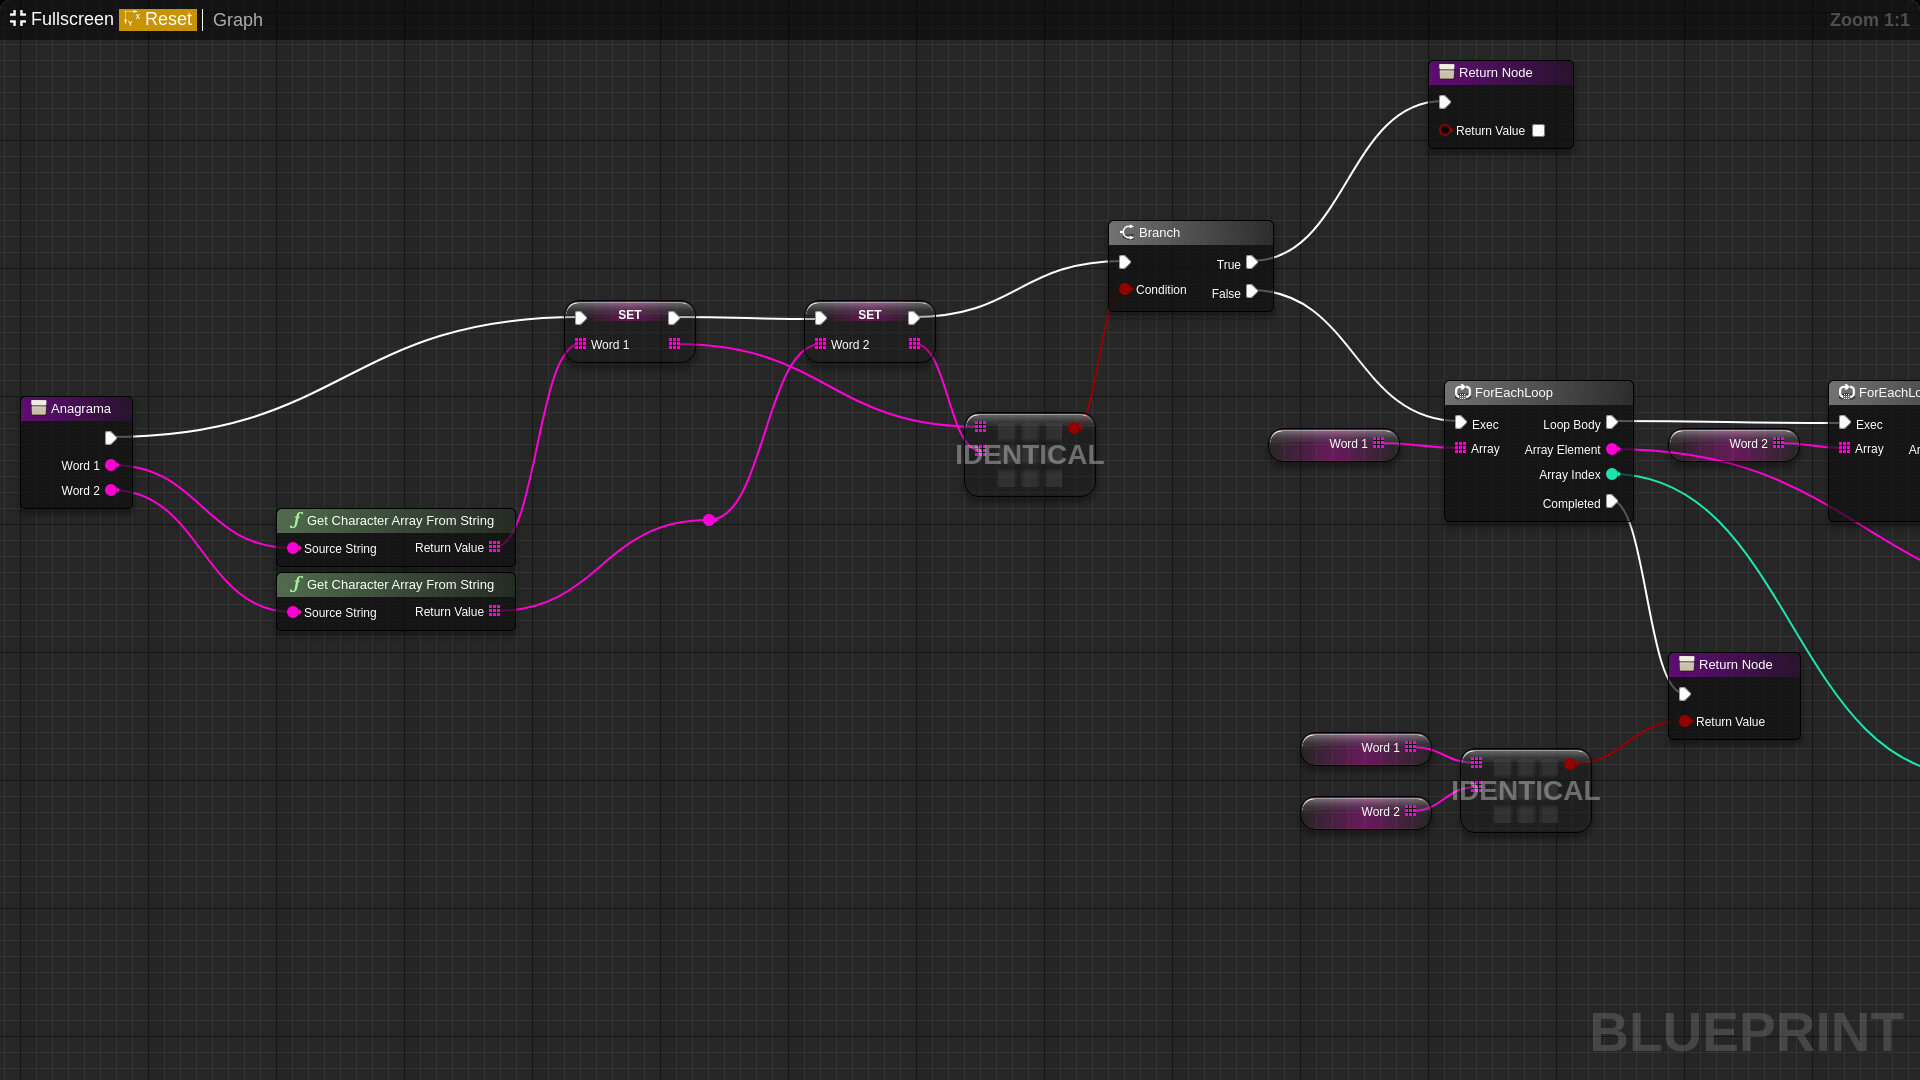 Fullscreen Reset Graph
Zoom 1:1
Return Node
Return Value
Branch
True
Condition
False
SET
Word 1
SET
Word 2
Anagrama
Word 1
Word 2
Get Character Array From String
Source String Return Value
Get Character Array From String
Source String Return Value
IDENTICAL
Word 1
ForEachLoop
Exec Loop Body
Array Array Element
Array Index
Completed
Word 2
ForEachLo
Exec
Array Ar
Return Node
Return Value
Word 1
Word 2
IDENTICAL
BLUEPRINT